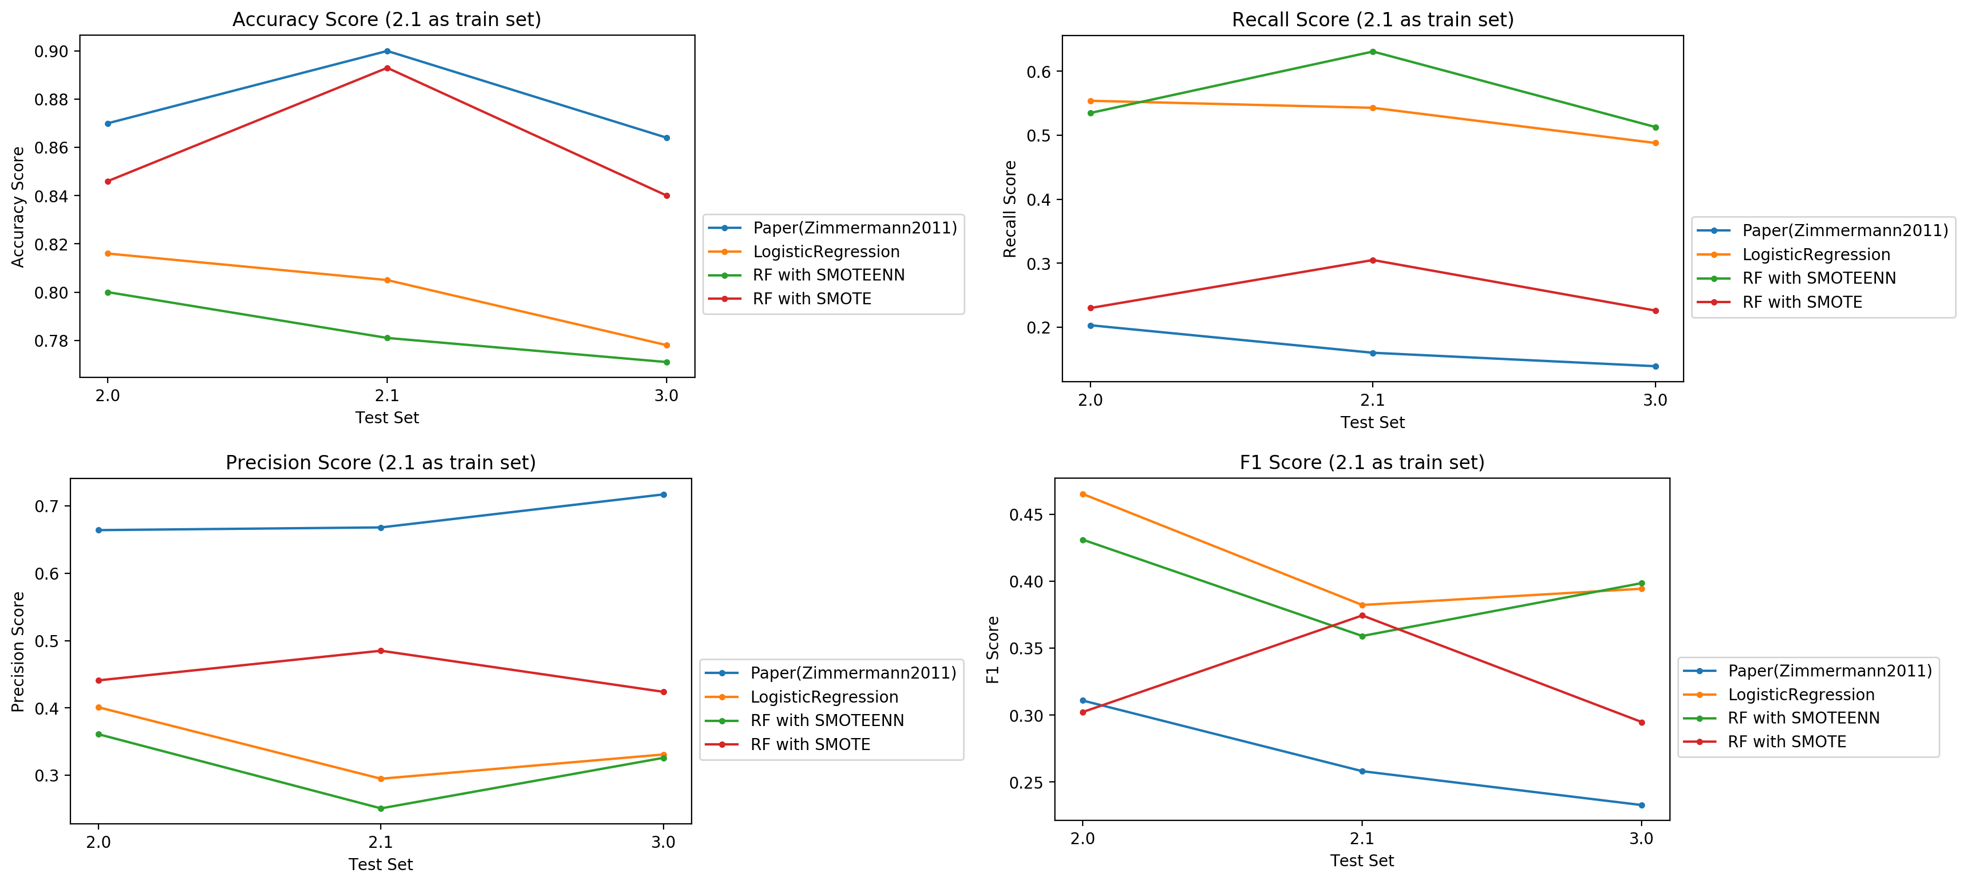 Accuracy Score (2.1 as train set)
0.90
0.88
0.86
0.84
0.82
0.80
0.78
Accuracy Score
2.0
2.1
3.0
Test Set
Paper(Zimmermann2011)
LogisticRegression
RF with SMOTEENN
RF with SMOTE
Recall Score (2.1 as train set)
0.6
0.5
0.4
0.3
0.2
Recall Score
2.0
2.1
3.0
Test Set
Paper(Zimmermann2011)
LogisticRegression
RF with SMOTEENN
RF with SMOTE
Precision Score (2.1 as train set)
0.7
0.6
0.5
0.4
0.3
Precision Score
2.0
2.1
3.0
Test Set
Paper(Zimmermann2011)
LogisticRegression
RF with SMOTEENN
RF with SMOTE
F1 Score (2.1 as train set)
0.45
0.40
0.35
0.30
0.25
F1 Score
2.0
2.1
3.0
Test Set
Paper(Zimmermann2011)
LogisticRegression
RF with SMOTEENN
RF with SMOTE